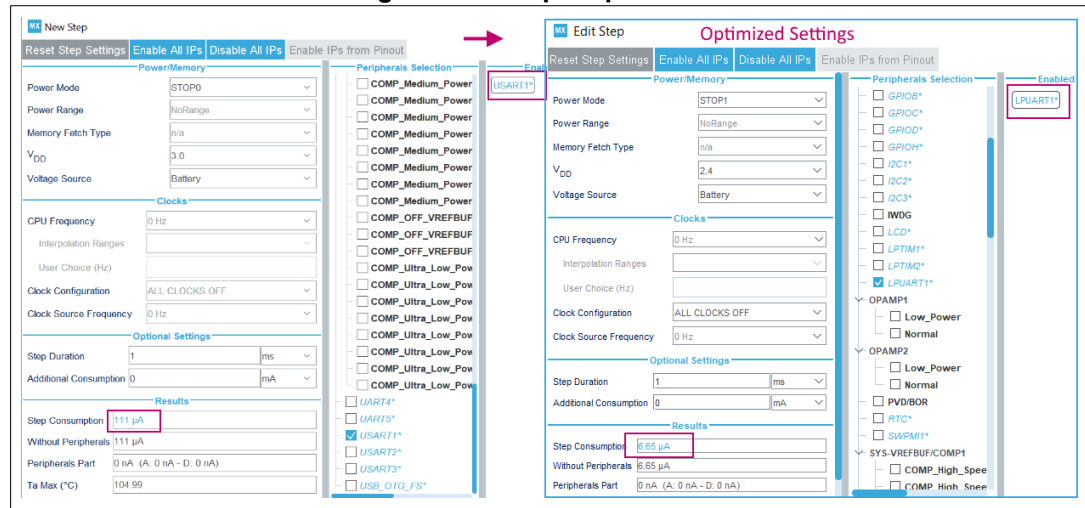 MX New Step
Reset Step Settings Enable All IPs Disable All IPs Enable IPs from Pinout
Power/Memory
Power Mode STOP0
Power Range NoRange
Memory Fetch Type n/a
VDD 3.0
Voltage Source Battery
Clocks
CPU Frequency 0 Hz
Interpolation Ranges
User Choice (Hz)
Clock Configuration ALL CLOCKS OFF
Clock Source Frequency 0 Hz
Optional Settings
Step Duration 1 ms
Additional Consumption 0 mA
Results
Step Consumption 111 µA
Without Peripherals 111 µA
Peripherals Part 0 nA (A: 0 nA - D: 0 nA)
Ta Max (°C) 104.99
Peripherals Selection
COMP_Medium_Power
COMP_Medium_Power
COMP_Medium_Power
COMP_Medium_Power
COMP_Medium_Power
COMP_Medium_Power
COMP_Medium_Power
COMP_Medium_Power
COMP_OFF_VREFBUF
COMP_OFF_VREFBUF
COMP_OFF_VREFBUF
COMP_Ultra_Low_Pow
COMP_Ultra_Low_Pow
COMP_Ultra_Low_Pow
COMP_Ultra_Low_Pow
COMP_Ultra_Low_Pow
COMP_Ultra_Low_Pow
COMP_Ultra_Low_Pow
COMP_Ultra_Low_Pow
UART4*
UART5*
USART1*
USART2*
USART3*
USB_OTG_FS*
Enab
USART1*
MX Edit Step
Optimized Settings
Reset Step Settings Enable All IPs Disable All IPs Enable IPs from Pinout
Power/Memory
Power Mode STOP1
Power Range NoRange
Memory Fetch Type n/a
VDD 2.4
Voltage Source Battery
Clocks
CPU Frequency 0 Hz
Interpolation Ranges
User Choice (Hz)
Clock Configuration ALL CLOCKS OFF
Clock Source Frequency 0 Hz
Optional Settings
Step Duration 1 ms
Additional Consumption 0 mA
Results
Step Consumption 6.65 µA
Without Peripherals 6.65 µA
Peripherals Part 0 nA (A: 0 nA - D: 0 nA)
Peripherals Selection
GPIOB*
GPIOC*
GPIOD*
GPIOH*
I2C1*
I2C2*
I2C3*
IWDG
LCD*
LPTIM1*
LPTIM2*
LPUART1*
OPAMP1
Low_Power
Normal
OPAMP2
Low_Power
Normal
PVD/BOR
RTC*
SWPMI1*
SYS-VREFBUF/COMP1
COMP_High_Spee
COMP_High_Spee
Enabled
LPUART1*